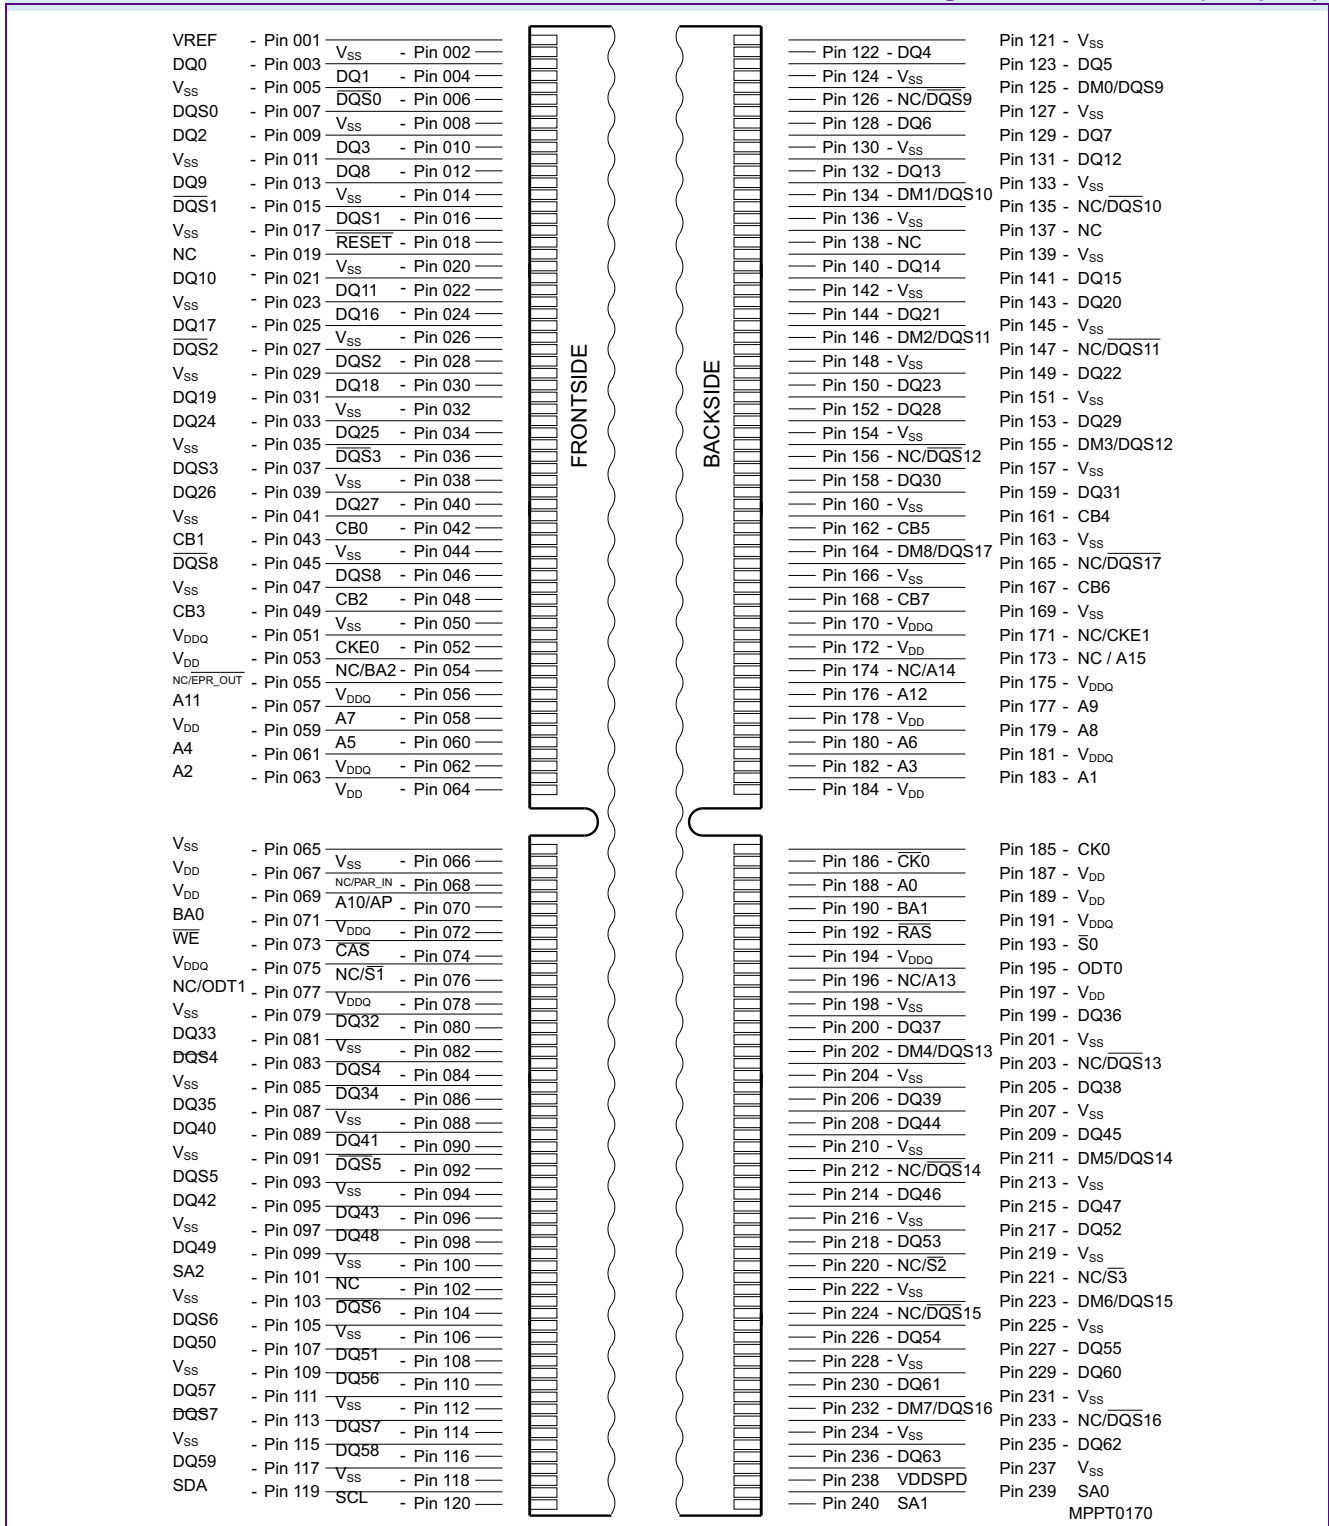 VREF - Pin 001 Pin 121 - VSS
VSS - Pin 002 Pin 122 - DQ4
DQ0 - Pin 003 Pin 123 - DQ5
DQ1 - Pin 004 Pin 124 - VSS
VSS - Pin 005 Pin 125 - DM0/DQS9
DQS0 - Pin 006 Pin 126 - NC/DQS9
DQS0 - Pin 007 Pin 127 - VSS
VSS - Pin 008 Pin 128 - DQ6
DQ2 - Pin 009 Pin 129 - DQ7
DQ3 - Pin 010 Pin 130 - VSS
VSS - Pin 011 Pin 131 - DQ12
DQ8 - Pin 012 Pin 132 - DQ13
DQ9 - Pin 013 Pin 133 - VSS
VSS - Pin 014 Pin 134 - DM1/DQS10
DQS1 - Pin 015 Pin 135 - NC/DQS10
DQS1 - Pin 016 Pin 136 - VSS
VSS - Pin 017 Pin 137 - NC
RESET - Pin 018 Pin 138 - NC
NC - Pin 019 Pin 139 - VSS
VSS - Pin 020 Pin 140 - DQ14
DQ10 - Pin 021 Pin 141 - DQ15
DQ11 - Pin 022 Pin 142 - VSS
VSS - Pin 023 Pin 143 - DQ20
DQ16 - Pin 024 Pin 144 - DQ21
DQ17 - Pin 025 Pin 145 - VSS
VSS - Pin 026 Pin 146 - DM2/DQS11
DQS2 - Pin 027 Pin 147 - NC/DQS11
DQS2 - Pin 028 Pin 148 - VSS
VSS - Pin 029 Pin 149 - DQ22
DQ18 - Pin 030 Pin 150 - DQ23
DQ19 - Pin 031 Pin 151 - VSS
VSS - Pin 032 Pin 152 - DQ28
DQ24 - Pin 033 Pin 153 - DQ29
DQ25 - Pin 034 Pin 154 - VSS
VSS - Pin 035 Pin 155 - DM3/DQS12
DQS3 - Pin 036 Pin 156 - NC/DQS12
DQS3 - Pin 037 Pin 157 - VSS
VSS - Pin 038 Pin 158 - DQ30
DQ26 - Pin 039 Pin 159 - DQ31
DQ27 - Pin 040 Pin 160 - VSS
VSS - Pin 041 Pin 161 - CB4
CB0 - Pin 042 Pin 162 - CB5
CB1 - Pin 043 Pin 163 - VSS
VSS - Pin 044 Pin 164 - DM8/DQS17
DQS8 - Pin 045 Pin 165 - NC/DQS17
DQS8 - Pin 046 Pin 166 - VSS
VSS - Pin 047 Pin 167 - CB6
CB2 - Pin 048 Pin 168 - CB7
CB3 - Pin 049 Pin 169 - VSS
VSS - Pin 050 Pin 170 - VDDQ
VDDQ - Pin 051 Pin 171 - NC/CKE1
CKE0 - Pin 052 Pin 172 - VDD
VDD - Pin 053 Pin 173 - NC / A15
NC/BA2 - Pin 054 Pin 174 - NC/A14
NC/EPR_OUT - Pin 055 Pin 175 - VDDQ
VDDQ - Pin 056 Pin 176 - A12
A11 - Pin 057 Pin 177 - A9
A7 - Pin 058 Pin 178 - VDD
VDD - Pin 059 Pin 179 - A8
A5 - Pin 060 Pin 180 - A6
A4 - Pin 061 Pin 181 - VDDQ
VDDQ - Pin 062 Pin 182 - A3
A2 - Pin 063 Pin 183 - A1
VDD - Pin 064 Pin 184 - VDD
FRONTSIDE
BACKSIDE
VSS - Pin 065 Pin 185 - CK0
VSS - Pin 066 Pin 186 - CK0
VDD - Pin 067 Pin 187 - VDD
NC/PAR_IN - Pin 068 Pin 188 - A0
VDD - Pin 069 Pin 189 - VDD
A10/AP - Pin 070 Pin 190 - BA1
BA0 - Pin 071 Pin 191 - VDDQ
VDDQ - Pin 072 Pin 192 - RAS
WE - Pin 073 Pin 193 - S0
CAS - Pin 074 Pin 194 - VDDQ
VDDQ - Pin 075 Pin 195 - ODT0
NC/S1 - Pin 076 Pin 196 - NC/A13
NC/ODT1 - Pin 077 Pin 197 - VDD
VDDQ - Pin 078 Pin 198 - VSS
VSS - Pin 079 Pin 199 - DQ36
DQ32 - Pin 080 Pin 200 - DQ37
DQ33 - Pin 081 Pin 201 - VSS
VSS - Pin 082 Pin 202 - DM4/DQS13
DQS4 - Pin 083 Pin 203 - NC/DQS13
DQS4 - Pin 084 Pin 204 - VSS
VSS - Pin 085 Pin 205 - DQ38
DQ34 - Pin 086 Pin 206 - DQ39
DQ35 - Pin 087 Pin 207 - VSS
VSS - Pin 088 Pin 208 - DQ44
DQ40 - Pin 089 Pin 209 - DQ45
DQ41 - Pin 090 Pin 210 - VSS
VSS - Pin 091 Pin 211 - DM5/DQS14
DQS5 - Pin 092 Pin 212 - NC/DQS14
DQS5 - Pin 093 Pin 213 - VSS
VSS - Pin 094 Pin 214 - DQ46
DQ42 - Pin 095 Pin 215 - DQ47
DQ43 - Pin 096 Pin 216 - VSS
VSS - Pin 097 Pin 217 - DQ52
DQ48 - Pin 098 Pin 218 - DQ53
DQ49 - Pin 099 Pin 219 - VSS
VSS - Pin 100 Pin 220 - NC/S2
SA2 - Pin 101 Pin 221 - NC/S3
NC - Pin 102 Pin 222 - VSS
VSS - Pin 103 Pin 223 - DM6/DQS15
DQS6 - Pin 104 Pin 224 - NC/DQS15
DQS6 - Pin 105 Pin 225 - VSS
VSS - Pin 106 Pin 226 - DQ54
DQ50 - Pin 107 Pin 227 - DQ55
DQ51 - Pin 108 Pin 228 - VSS
VSS - Pin 109 Pin 229 - DQ60
DQ56 - Pin 110 Pin 230 - DQ61
DQ57 - Pin 111 Pin 231 - VSS
VSS - Pin 112 Pin 232 - DM7/DQS16
DQS7 - Pin 113 Pin 233 - NC/DQS16
DQS7 - Pin 114 Pin 234 - VSS
VSS - Pin 115 Pin 235 - DQ62
DQ58 - Pin 116 Pin 236 - DQ63
DQ59 - Pin 117 Pin 237 VSS
VSS - Pin 118 Pin 238 VDDSPD
SDA - Pin 119 Pin 239 SA0
SCL - Pin 120 Pin 240 SA1
MPPT0170